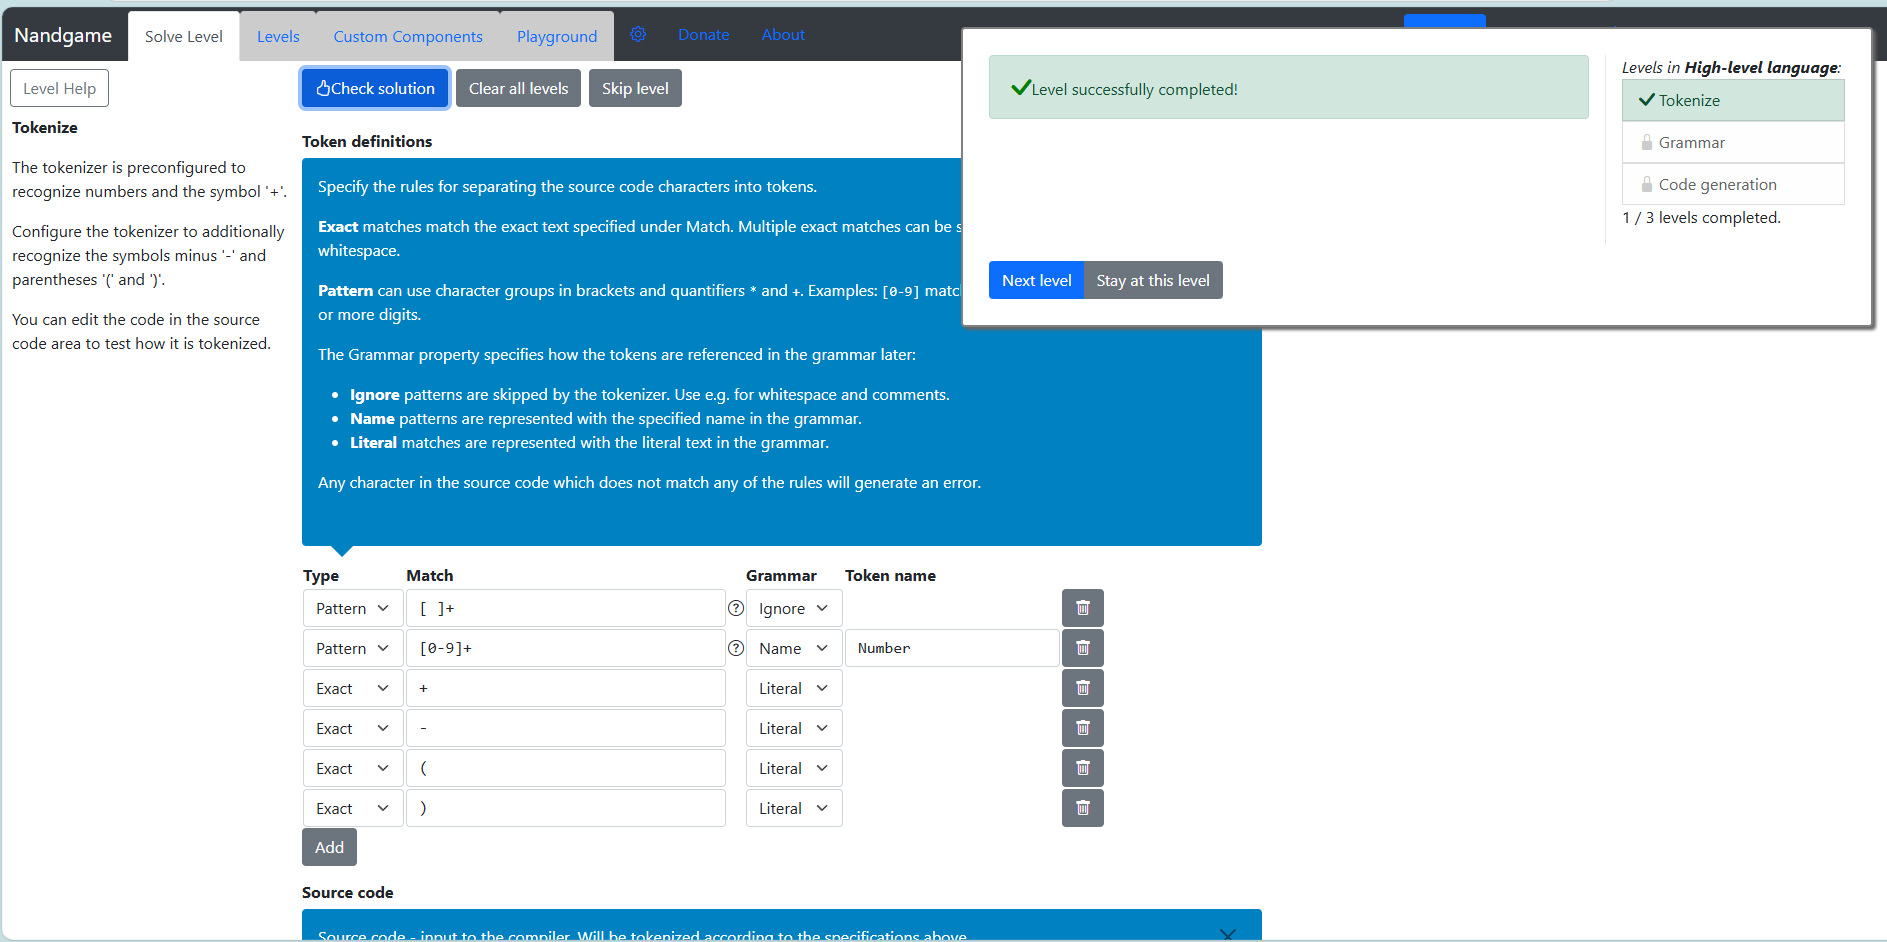 Nandgame
Solve Level
Levels
Custom Components
Playground
Donate
About
Level Help
Check solution
Clear all levels
Skip level
Tokenize
The tokenizer is preconfigured to
recognize numbers and the symbol '+'.
Configure the tokenizer to additionally
recognize the symbols minus '-' and
parentheses '(' and ')'.
You can edit the code in the source
code area to test how it is tokenized.
Token definitions
Specify the rules for separating the source code characters into tokens.
Exact matches match the exact text specified under Match. Multiple exact matches can be s
whitespace.
Pattern can use character groups in brackets and quantifiers * and +. Examples: [0-9] matc
or more digits.
The Grammar property specifies how the tokens are referenced in the grammar later:
• Ignore patterns are skipped by the tokenizer. Use e.g. for whitespace and comments.
• Name patterns are represented with the specified name in the grammar.
• Literal matches are represented with the literal text in the grammar.
Any character in the source code which does not match any of the rules will generate an error.
Type Match Grammar Token name
Pattern [ ]+ ? Ignore
Pattern [0-9]+ ? Name Number
Exact + Literal
Exact - Literal
Exact ( Literal
Exact ) Literal
Add
Source code
Source code - input to the compiler. Will be tokenized according to the specifications above.
Level successfully completed!
Next level
Stay at this level
Levels in High-level language:
Tokenize
Grammar
Code generation
1 / 3 levels completed.